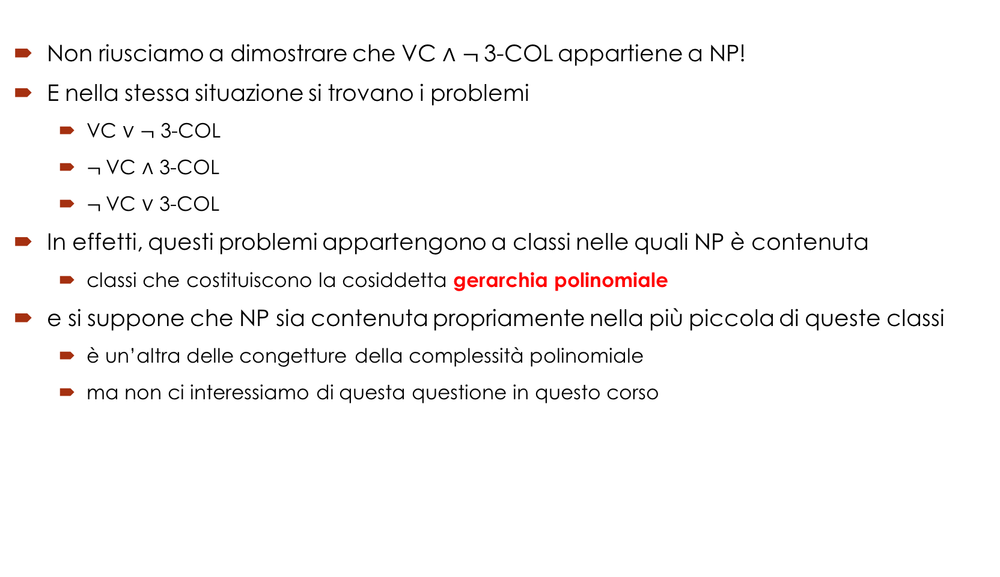 Non riusciamo a dimostrare che VC ∧ ¬ 3-COL appartiene a NP!
E nella stessa situazione si trovano i problemi
VC ∨ ¬ 3-COL
¬ VC ∧ 3-COL
¬ VC ∨ 3-COL
In effetti, questi problemi appartengono a classi nelle quali NP è contenuta
classi che costituiscono la cosiddetta gerarchia polinomiale
e si suppone che NP sia contenuta propriamente nella più piccola di queste classi
è un’altra delle congetture della complessità polinomiale
ma non ci interessiamo di questa questione in questo corso